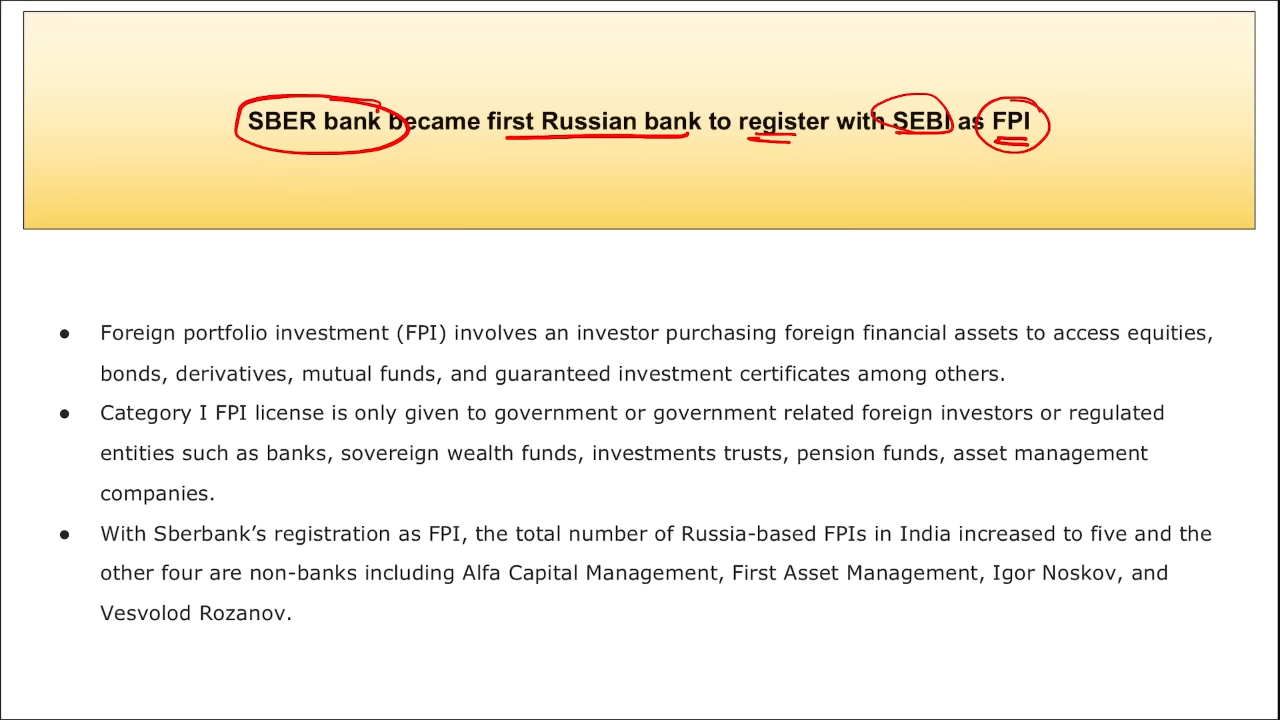 SBER bank became first Russian bank to register with SEBI as FPI
● Foreign portfolio investment (FPI) involves an investor purchasing foreign financial assets to access equities,
bonds, derivatives, mutual funds, and guaranteed investment certificates among others.
● Category I FPI license is only given to government or government related foreign investors or regulated
entities such as banks, sovereign wealth funds, investments trusts, pension funds, asset management
companies.
● With Sberbank’s registration as FPI, the total number of Russia-based FPIs in India increased to five and the
other four are non-banks including Alfa Capital Management, First Asset Management, Igor Noskov, and
Vesvolod Rozanov.